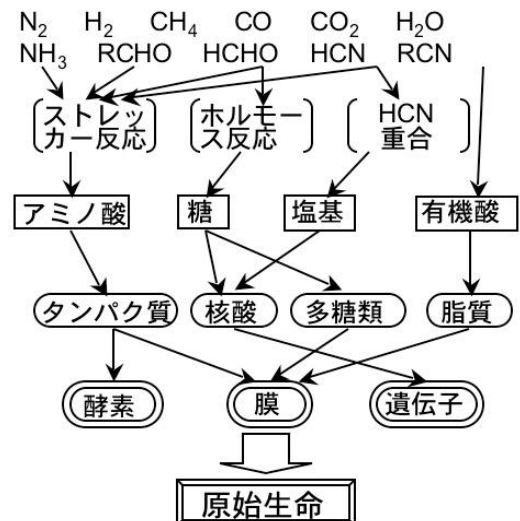 N₂ H₂ CH₄ CO CO₂ H₂O
NH₃ RCHO HCHO HCN RCN
ストレッ
カー反応
ホルモー
ス反応
HCN
重合
アミノ酸
糖
塩基
有機酸
タンパク質
核酸
多糖類
脂質
酵素
膜
遺伝子
原始生命